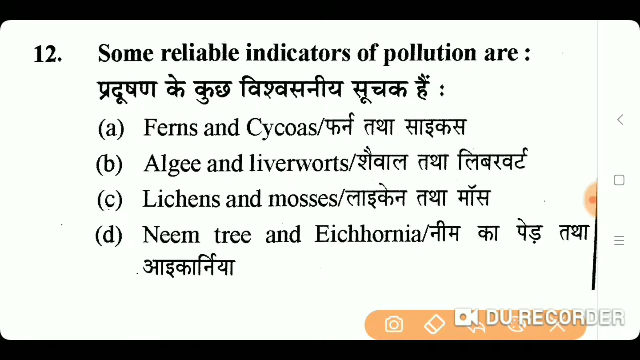 12. Some reliable indicators of pollution are :
प्रदूषण के कुछ विश्वसनीय सूचक हैं :
(a) Ferns and Cycoas/फर्न तथा साइकस
(b) Algee and liverworts/शैवाल तथा लिबरवर्ट
(c) Lichens and mosses/लाइकेन तथा मॉस
(d) Neem tree and Eichhornia/नीम का पेड़ तथा
आइकार्निया
DU RECORDER